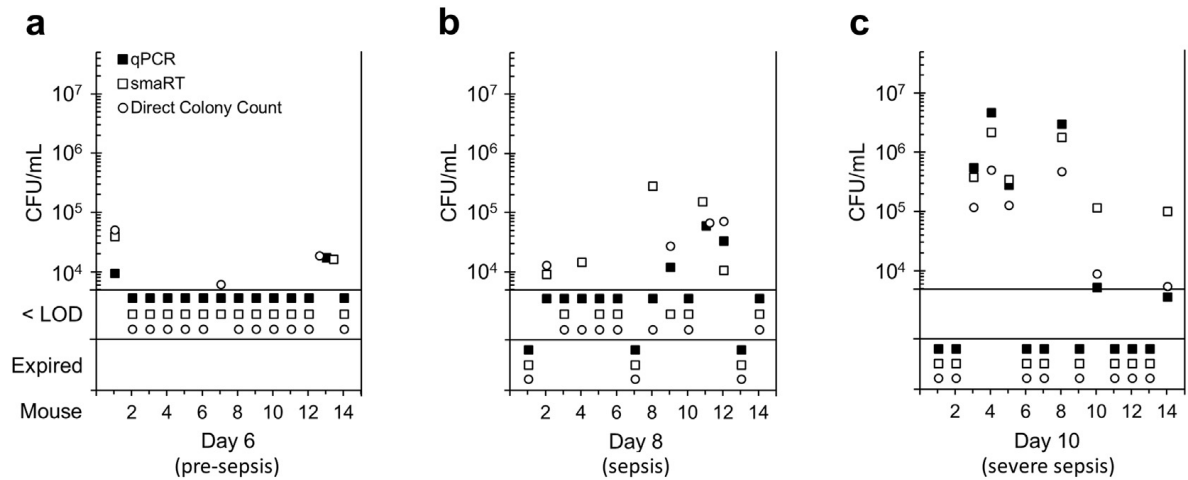 a
b
c
qPCR
smaRT
Direct Colony Count
CFU/mL
10⁷
10⁶
10⁵
10⁴
< LOD
Expired
Mouse
2 4 6 8 10 12 14
Day 6
(pre-sepsis)
CFU/mL
10⁷
10⁶
10⁵
10⁴
2 4 6 8 10 12 14
Day 8
(sepsis)
CFU/mL
10⁷
10⁶
10⁵
10⁴
2 4 6 8 10 12 14
Day 10
(severe sepsis)